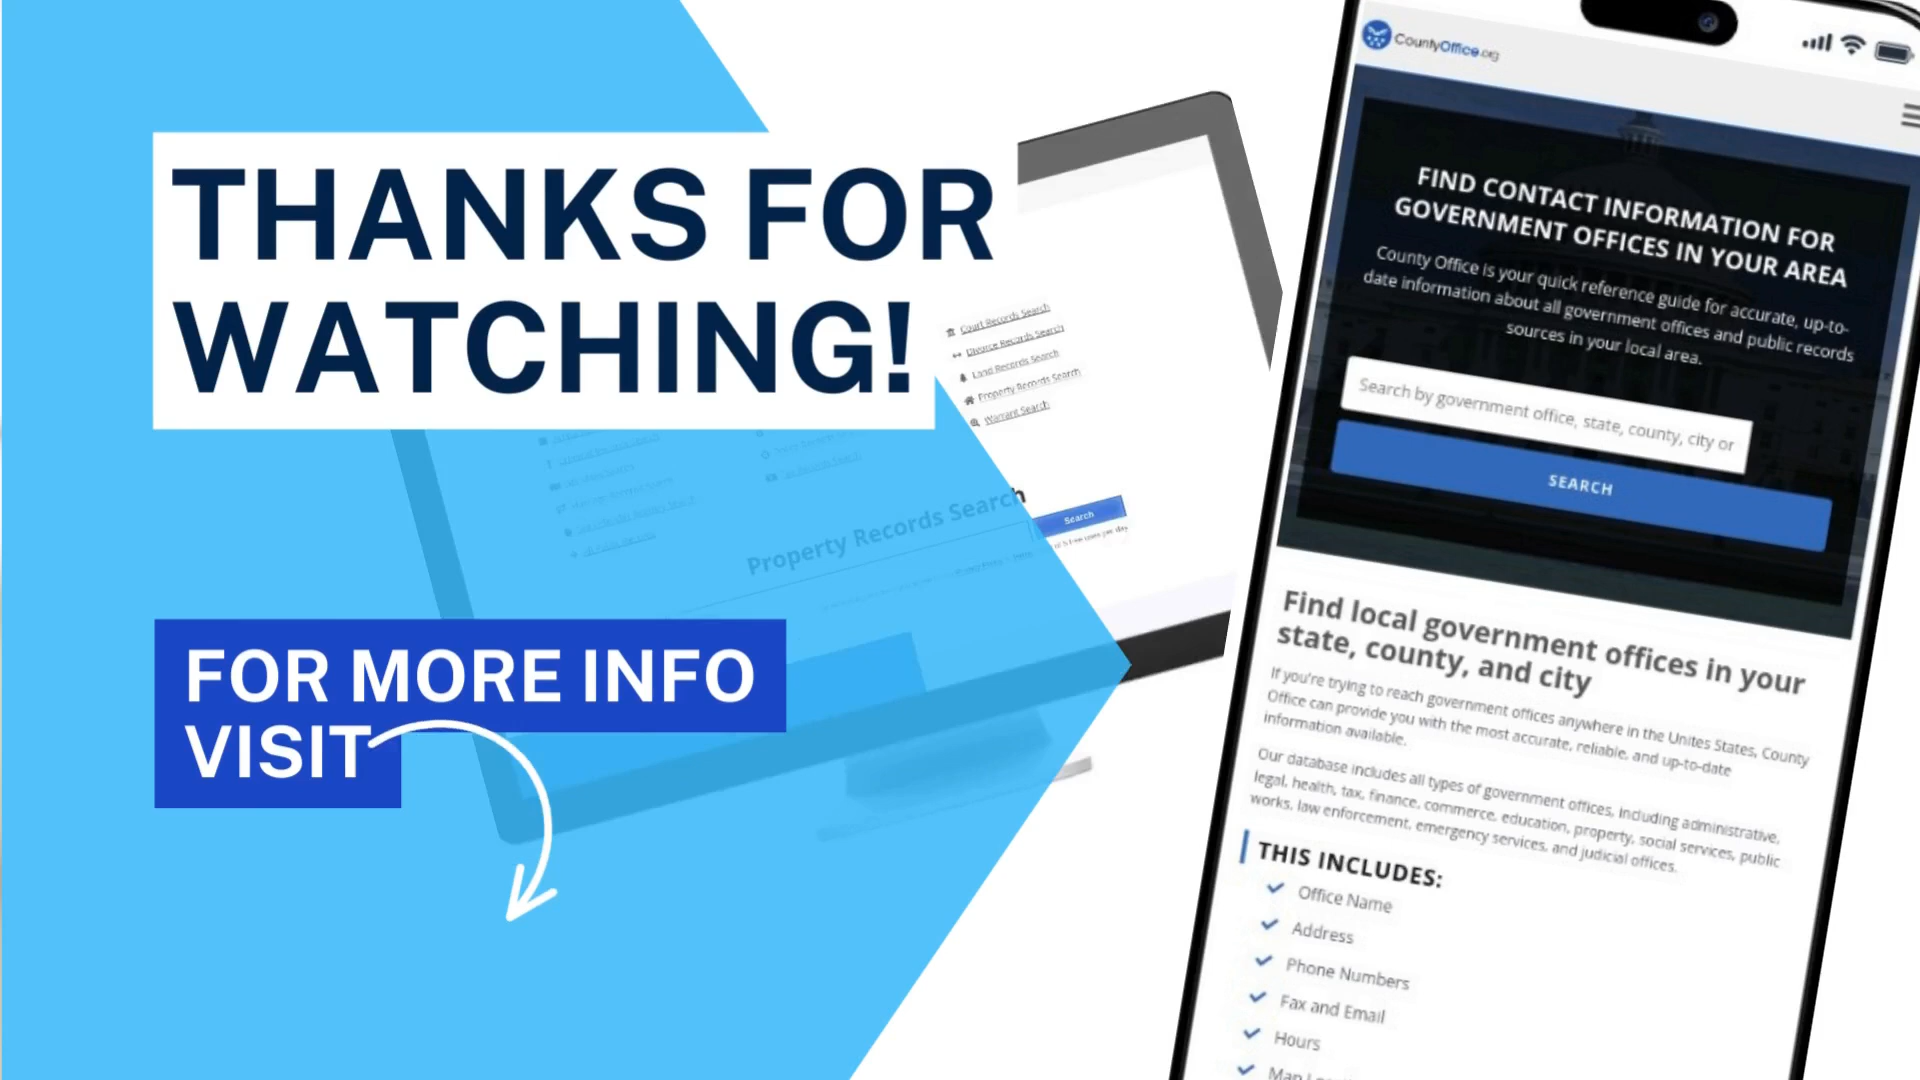 THANKS FOR
WATCHING!
FOR MORE INFO
VISIT
Court Records Search
Divorce Records Search
Land Records Search
Property Records Search
Warrant Search
Property Records Search
Search
of 5 free uses per day
CountyOffice.org
FIND CONTACT INFORMATION FOR
GOVERNMENT OFFICES IN YOUR AREA
County Office is your quick reference guide for accurate, up-to-
date information about all government offices and public records
sources in your local area.
Search by government office, state, county, city or
SEARCH
Find local government offices in your
state, county, and city
If you're trying to reach government offices anywhere in the Unites States, County
Office can provide you with the most accurate, reliable, and up-to-date
information available.
Our database includes all types of government offices, including administrative,
legal, health, tax, finance, commerce, education, property, social services, public
works, law enforcement, emergency services, and judicial offices.
THIS INCLUDES:
Office Name
Address
Phone Numbers
Fax and Email
Hours